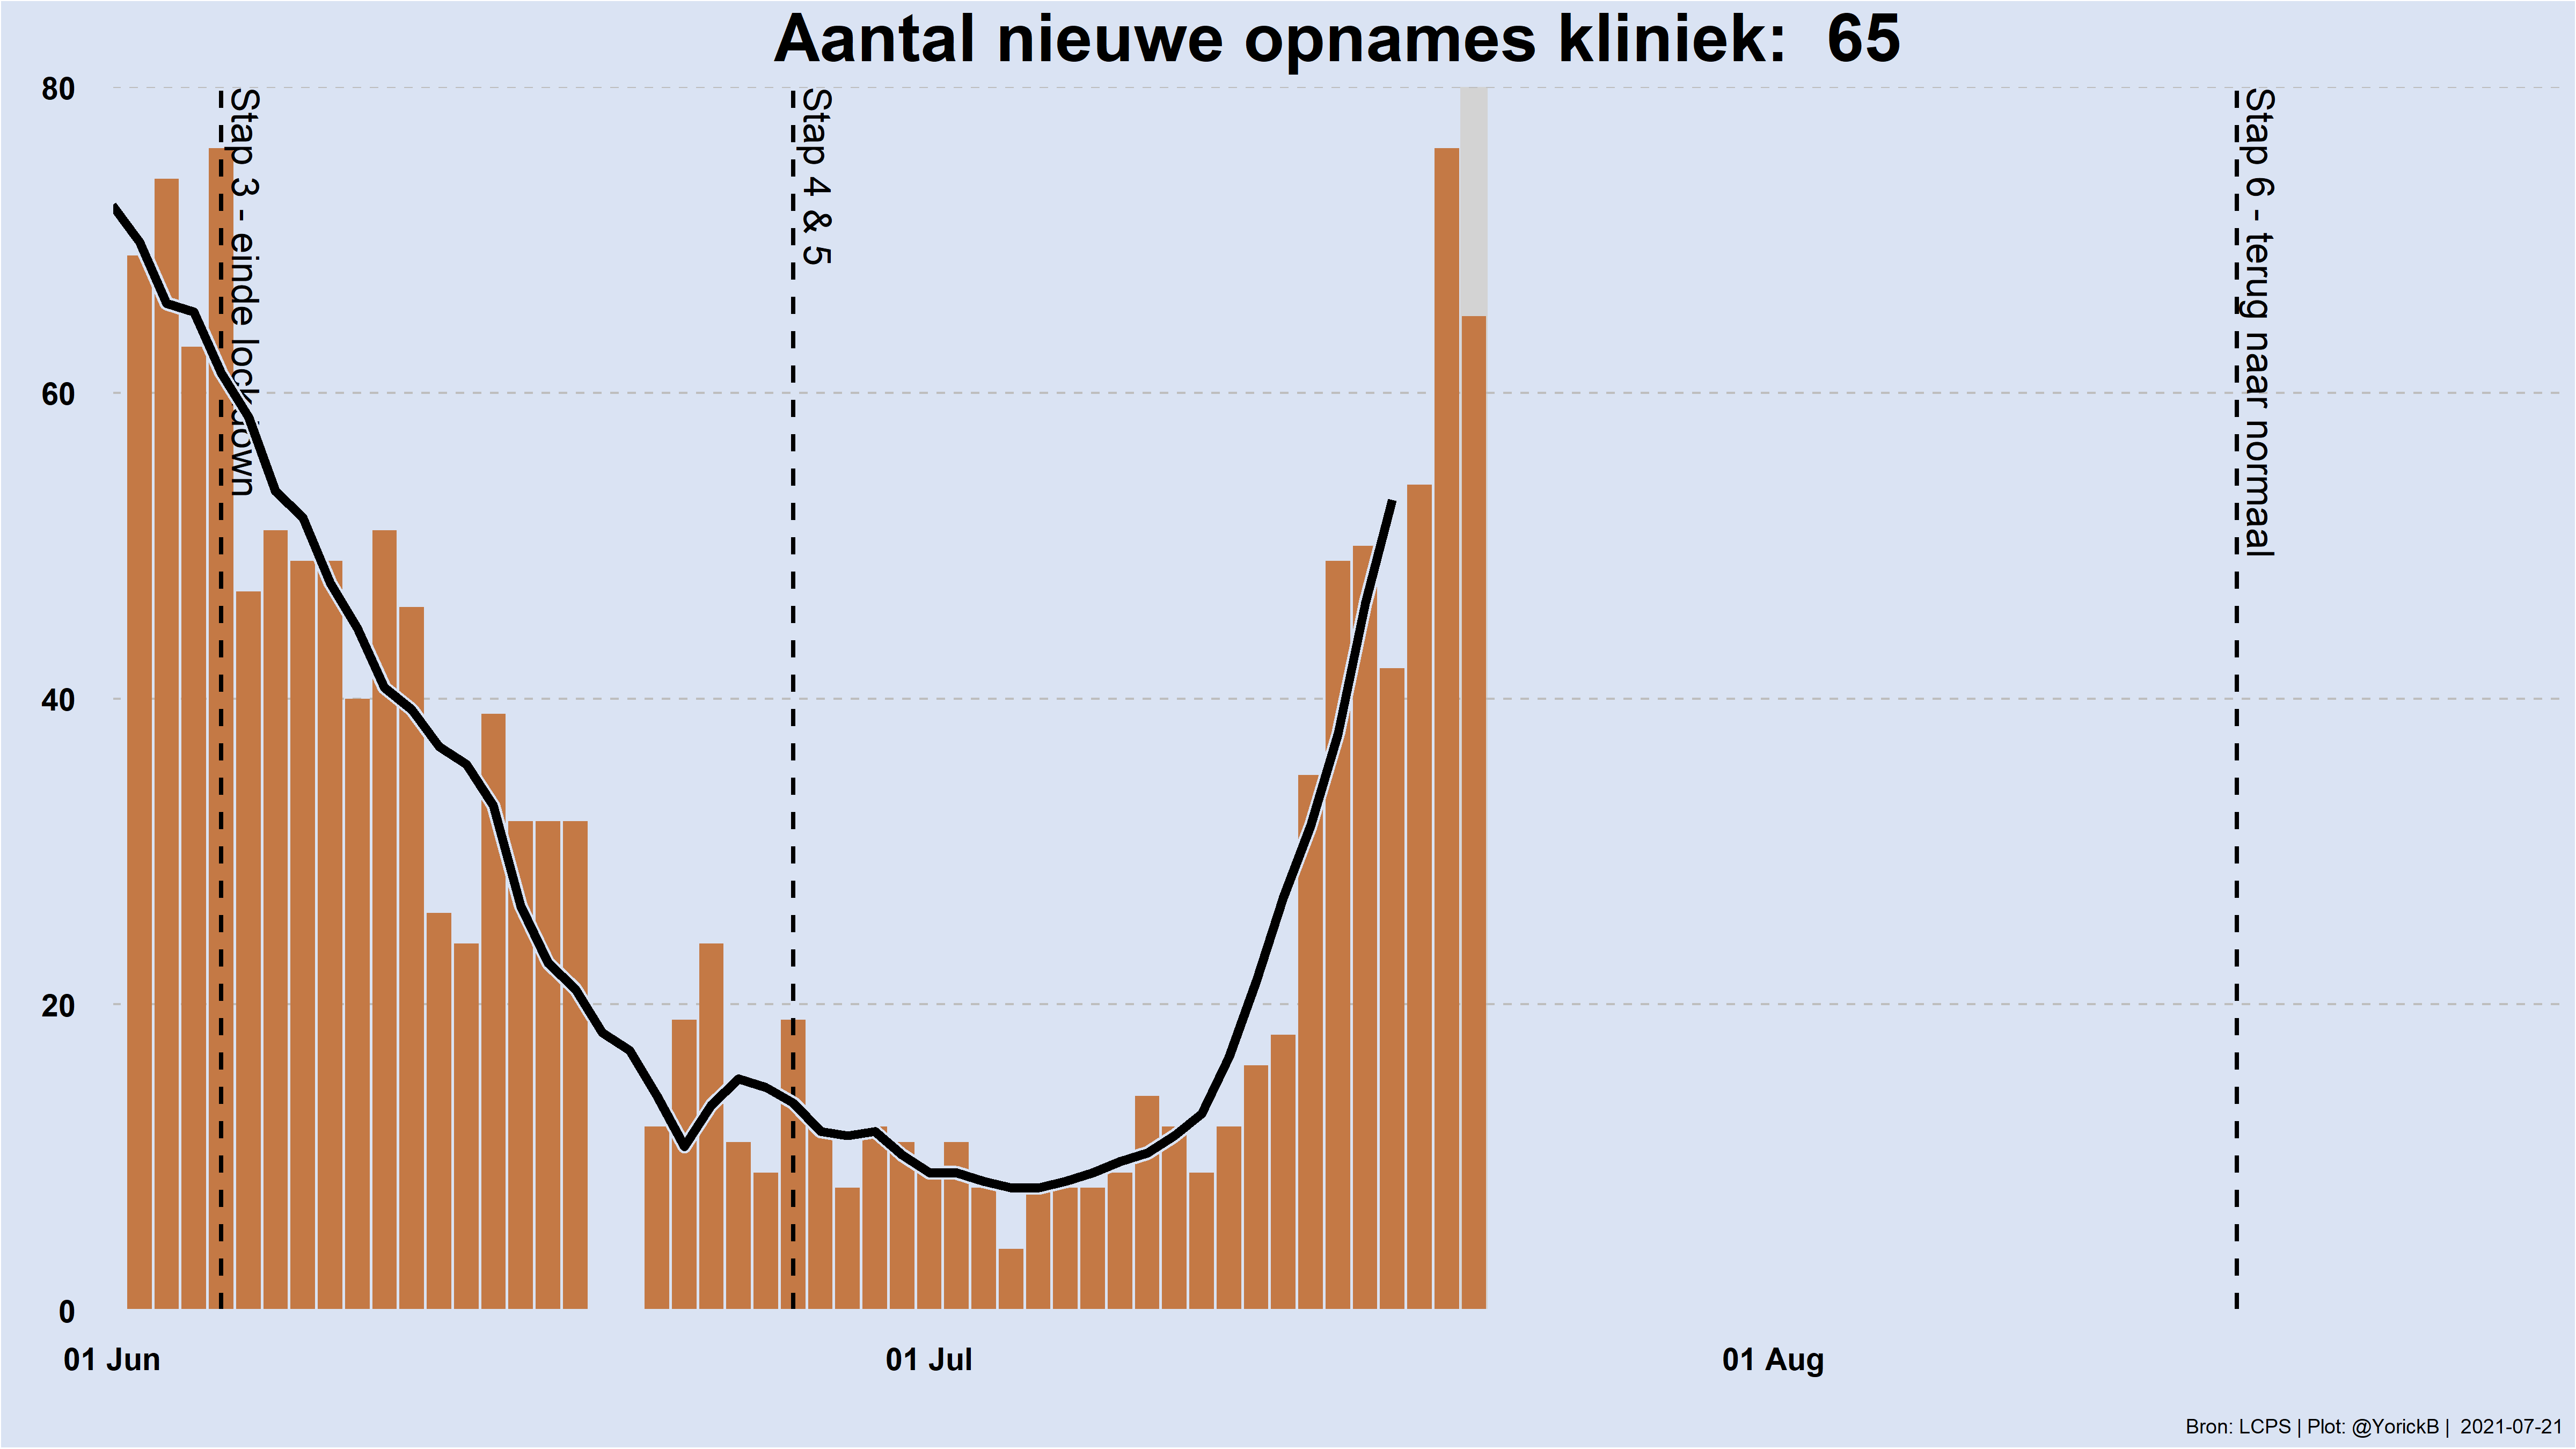 Aantal nieuwe opnames kliniek:  65
80
60
40
20
0
Stap 3 - einde lockdown
Stap 4 & 5
Stap 6 - terug naar normaal
01 Jun
01 Jul
01 Aug
Bron: LCPS | Plot: @YorickB |  2021-07-21